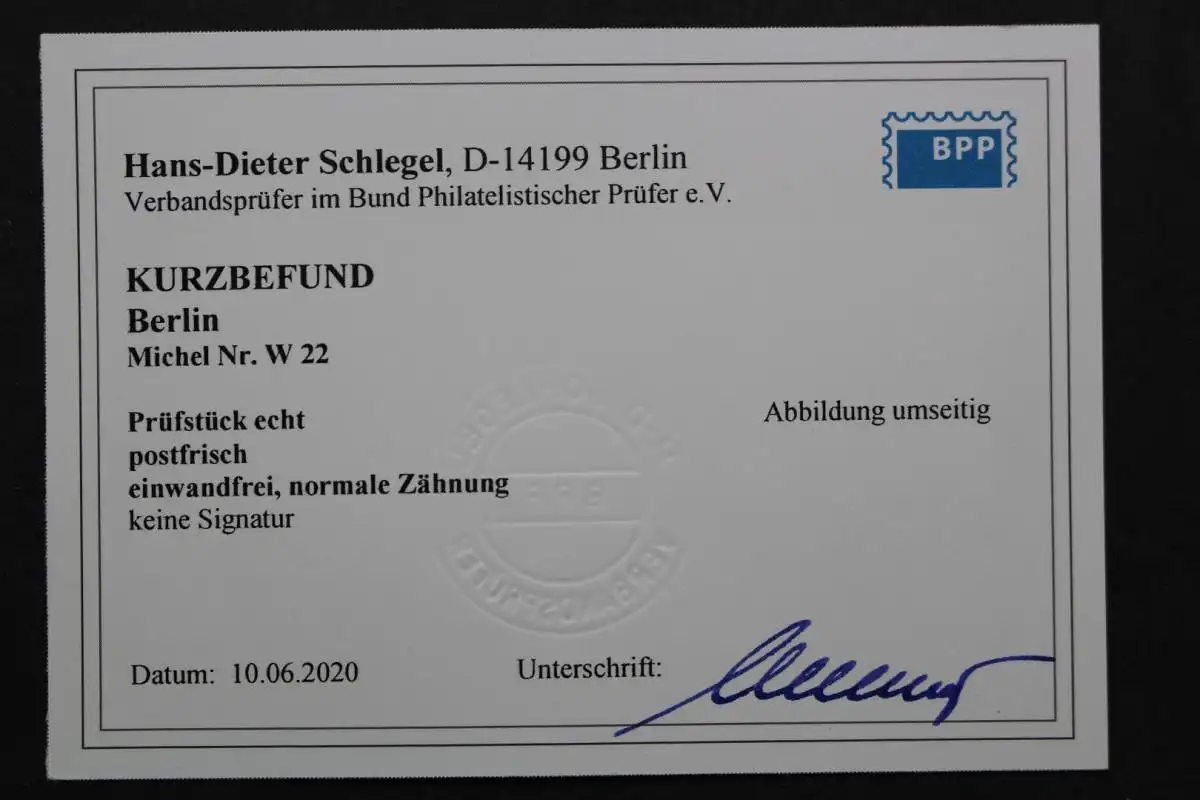 BPP
Hans-Dieter Schlegel, D-14199 Berlin
Verbandsprüfer im Bund Philatelistischer Prüfer e.V.
KURZBEFUND
Berlin
Michel Nr. W 22
Prüfstück echt
postfrisch
einwandfrei, normale Zähnung
keine Signatur
Abbildung umseitig
Datum: 10.06.2020
Unterschrift: